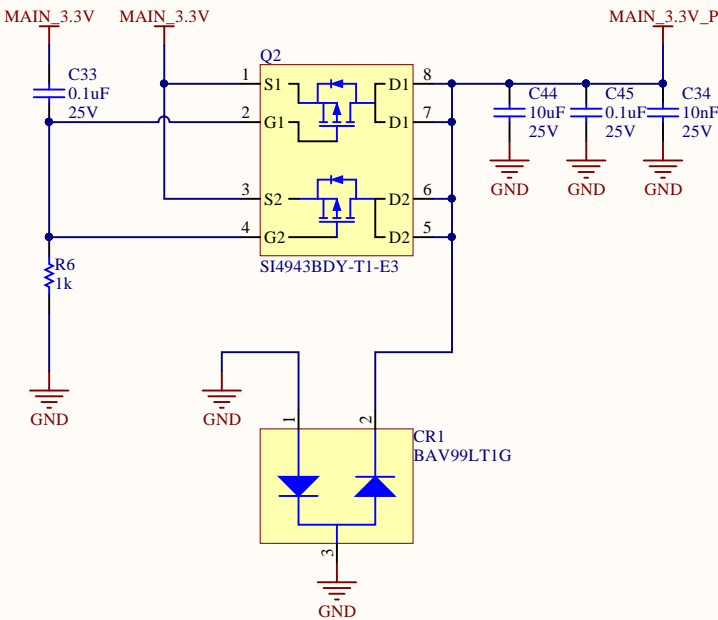 MAIN_3.3V
MAIN_3.3V
MAIN_3.3V_P
Q2
C33
0.1uF
25V
1
S1
D1
8
2
G1
D1
7
3
S2
D2
6
4
G2
D2
5
SI4943BDY-T1-E3
C44
10uF
25V
C45
0.1uF
25V
C34
10nF
25V
GND
GND
GND
R6
1k
GND
GND
1
2
CR1
BAV99LT1G
3
GND